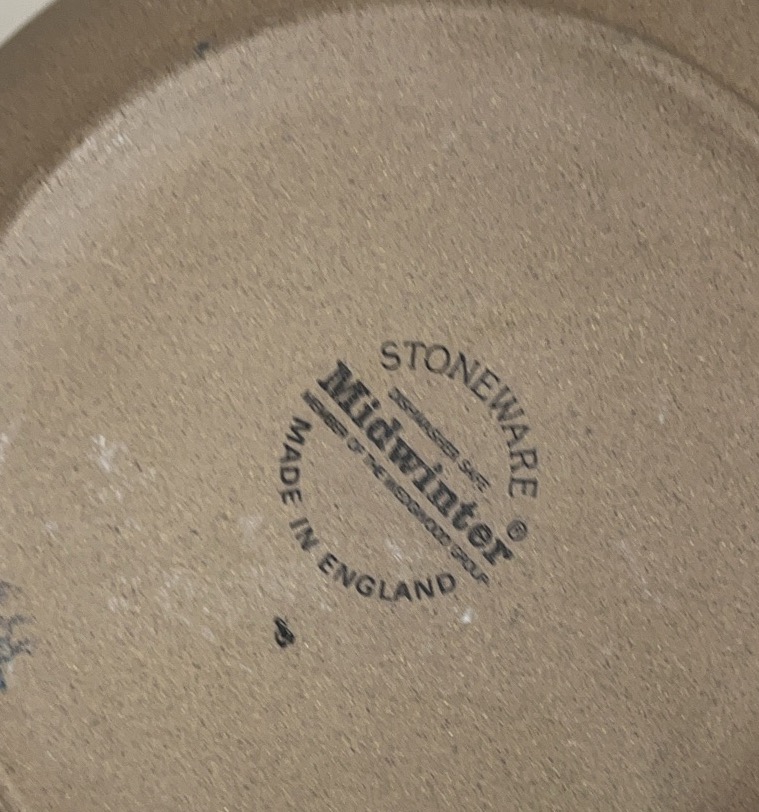 STONEWARE
DISHWASHER SAFE
Midwinter ®
MEMBER OF THE WEDGWOOD GROUP
MADE IN ENGLAND